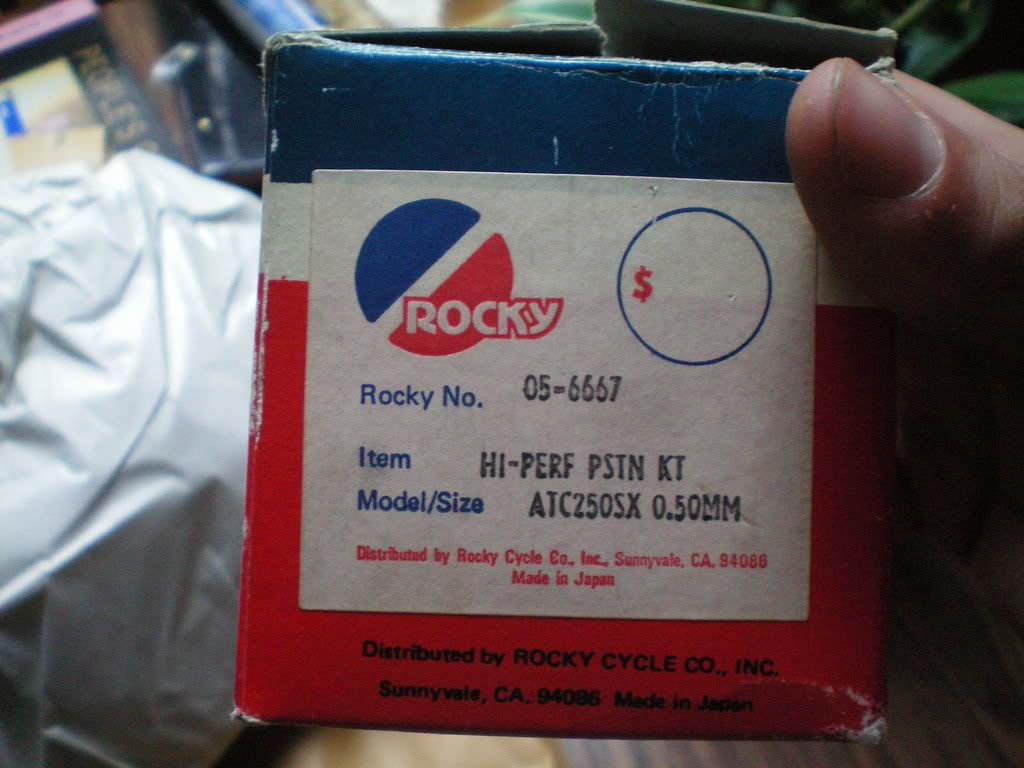 PEOPLES
ROCKY
$
Rocky No. 05-6667
Item HI-PERF PSTN KT
Model/Size ATC250SX 0.50MM
Distributed by Rocky Cycle Co., Inc., Sunnyvale, CA. 94086
Made in Japan
Distributed by ROCKY CYCLE CO., INC.
Sunnyvale, CA. 94086 Made in Japan